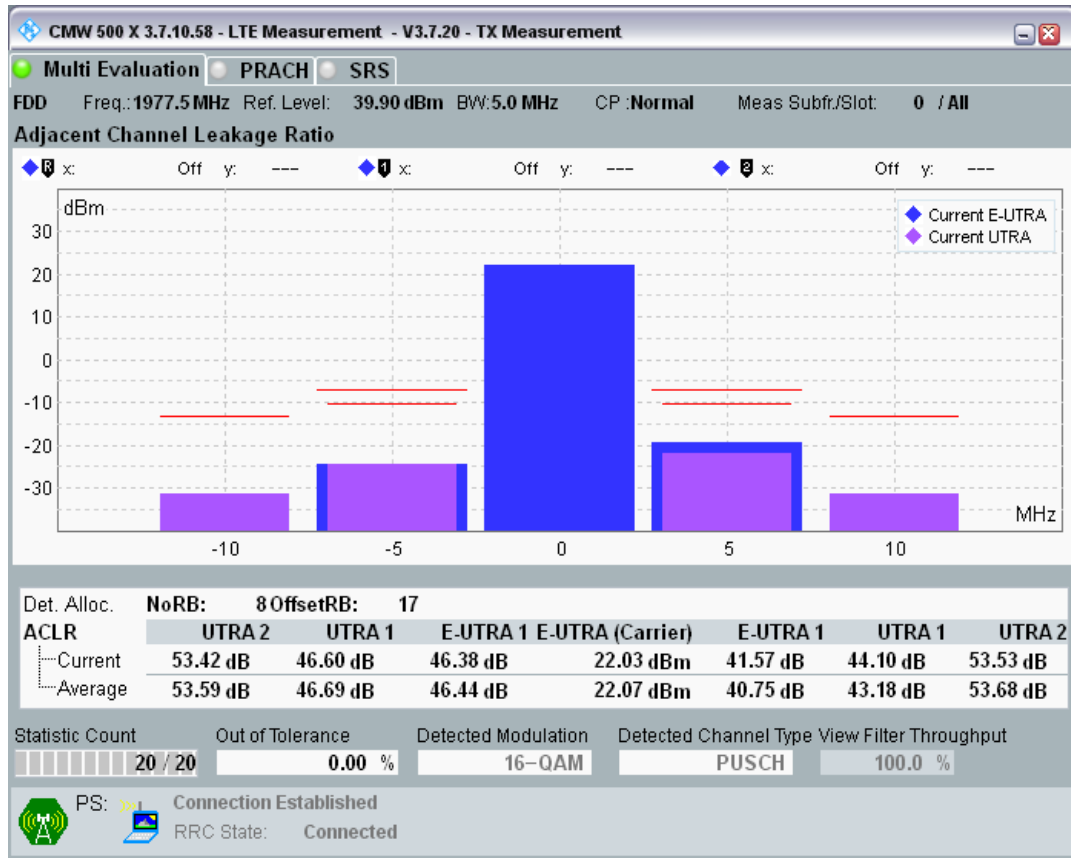 CMW 500 X 3.7.10.58 - LTE Measurement - V3.7.20 - TX Measurement
Multi Evaluation PRACH SRS
FDD Freq.:1977.5 MHz Ref. Level: 39.90 dBm BW:5.0 MHz CP :Normal Meas Subfr./Slot: 0 / All
Adjacent Channel Leakage Ratio
R x: Off y: --- 1 x: Off y: --- 2 x: Off y: ---
dBm
Current E-UTRA
Current UTRA
30
20
10
0
-10
-20
-30
MHz
-10 -5 0 5 10
Det. Alloc. NoRB: 8 OffsetRB: 17
ACLR UTRA 2 UTRA 1 E-UTRA 1 E-UTRA (Carrier) E-UTRA 1 UTRA 1 UTRA 2
Current 53.42 dB 46.60 dB 46.38 dB 22.03 dBm 41.57 dB 44.10 dB 53.53 dB
Average 53.59 dB 46.69 dB 46.44 dB 22.07 dBm 40.75 dB 43.18 dB 53.68 dB
Statistic Count Out of Tolerance Detected Modulation Detected Channel Type View Filter Throughput
20 / 20 0.00 % 16-QAM PUSCH 100.0 %
PS: Connection Established
RRC State: Connected